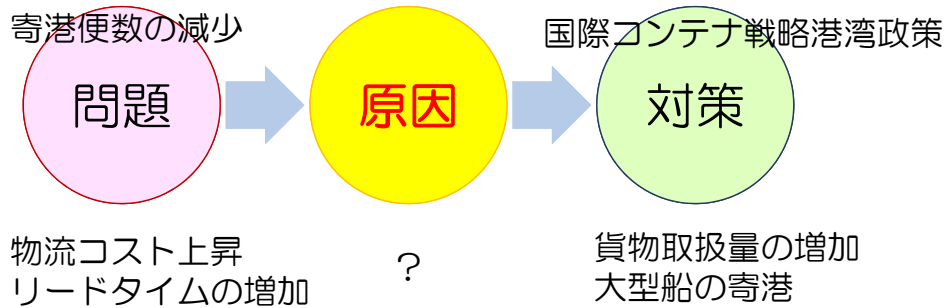 寄港便数の減少
国際コンテナ戦略港湾政策
問題
原因
対策
物流コスト上昇
リードタイムの増加
?
貨物取扱量の増加
大型船の寄港